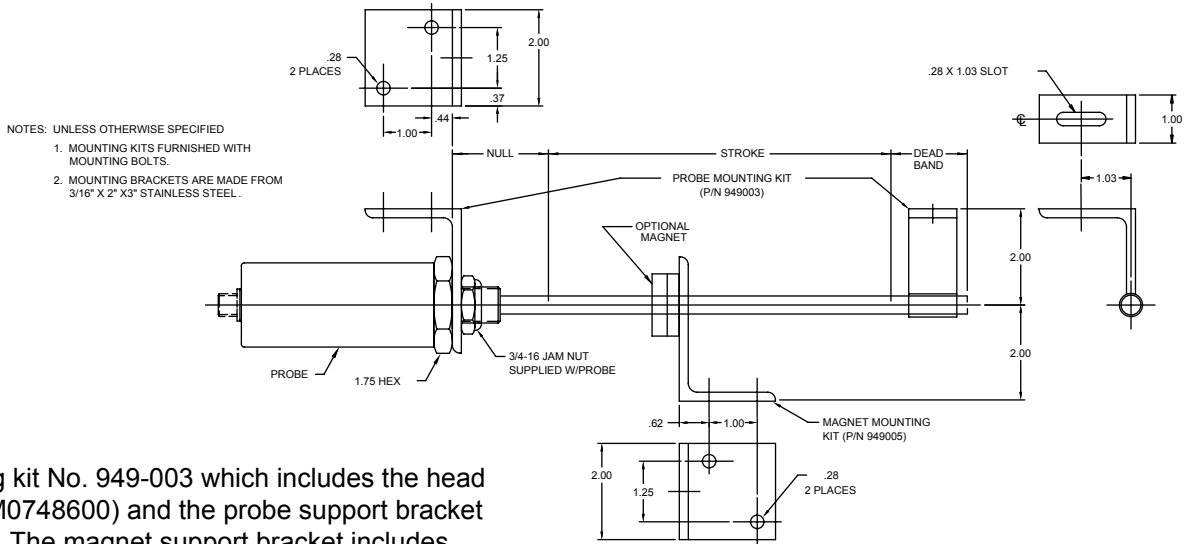 .28
2 PLACES
2.00
1.25
.37
.44
1.00
.28 X 1.03 SLOT
1.00
1.03
NOTES: UNLESS OTHERWISE SPECIFIED
1. MOUNTING KITS FURNISHED WITH
MOUNTING BOLTS.
2. MOUNTING BRACKETS ARE MADE FROM
3/16" X 2" X3" STAINLESS STEEL.
NULL
STROKE
DEAD
BAND
PROBE MOUNTING KIT
(P/N 949003)
OPTIONAL
MAGNET
2.00
2.00
3/4-16 JAM NUT
SUPPLIED W/PROBE
PROBE
1.75 HEX
.62
1.00
MAGNET MOUNTING
KIT (P/N 949005)
2.00
1.25
.28
2 PLACES
kit No. 949-003 which includes the head
M0748600) and the probe support bracket
The magnet support bracket includes